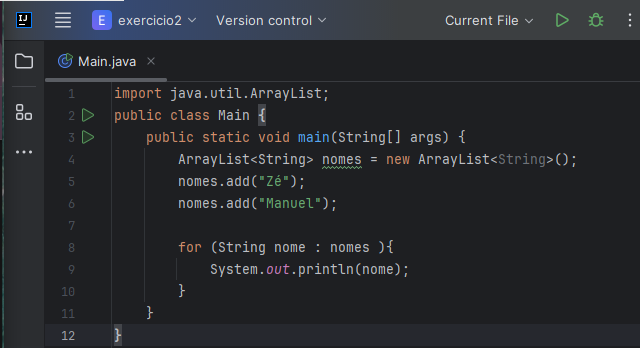 IJ
E exercicio2 Version control Current File
Main.java
1 import java.util.ArrayList;
2 public class Main {
3     public static void main(String[] args) {
4         ArrayList<String> nomes = new ArrayList<String>();
5         nomes.add("Zé");
6         nomes.add("Manuel");
7
8         for (String nome : nomes ){
9             System.out.println(nome);
10         }
11     }
12 }